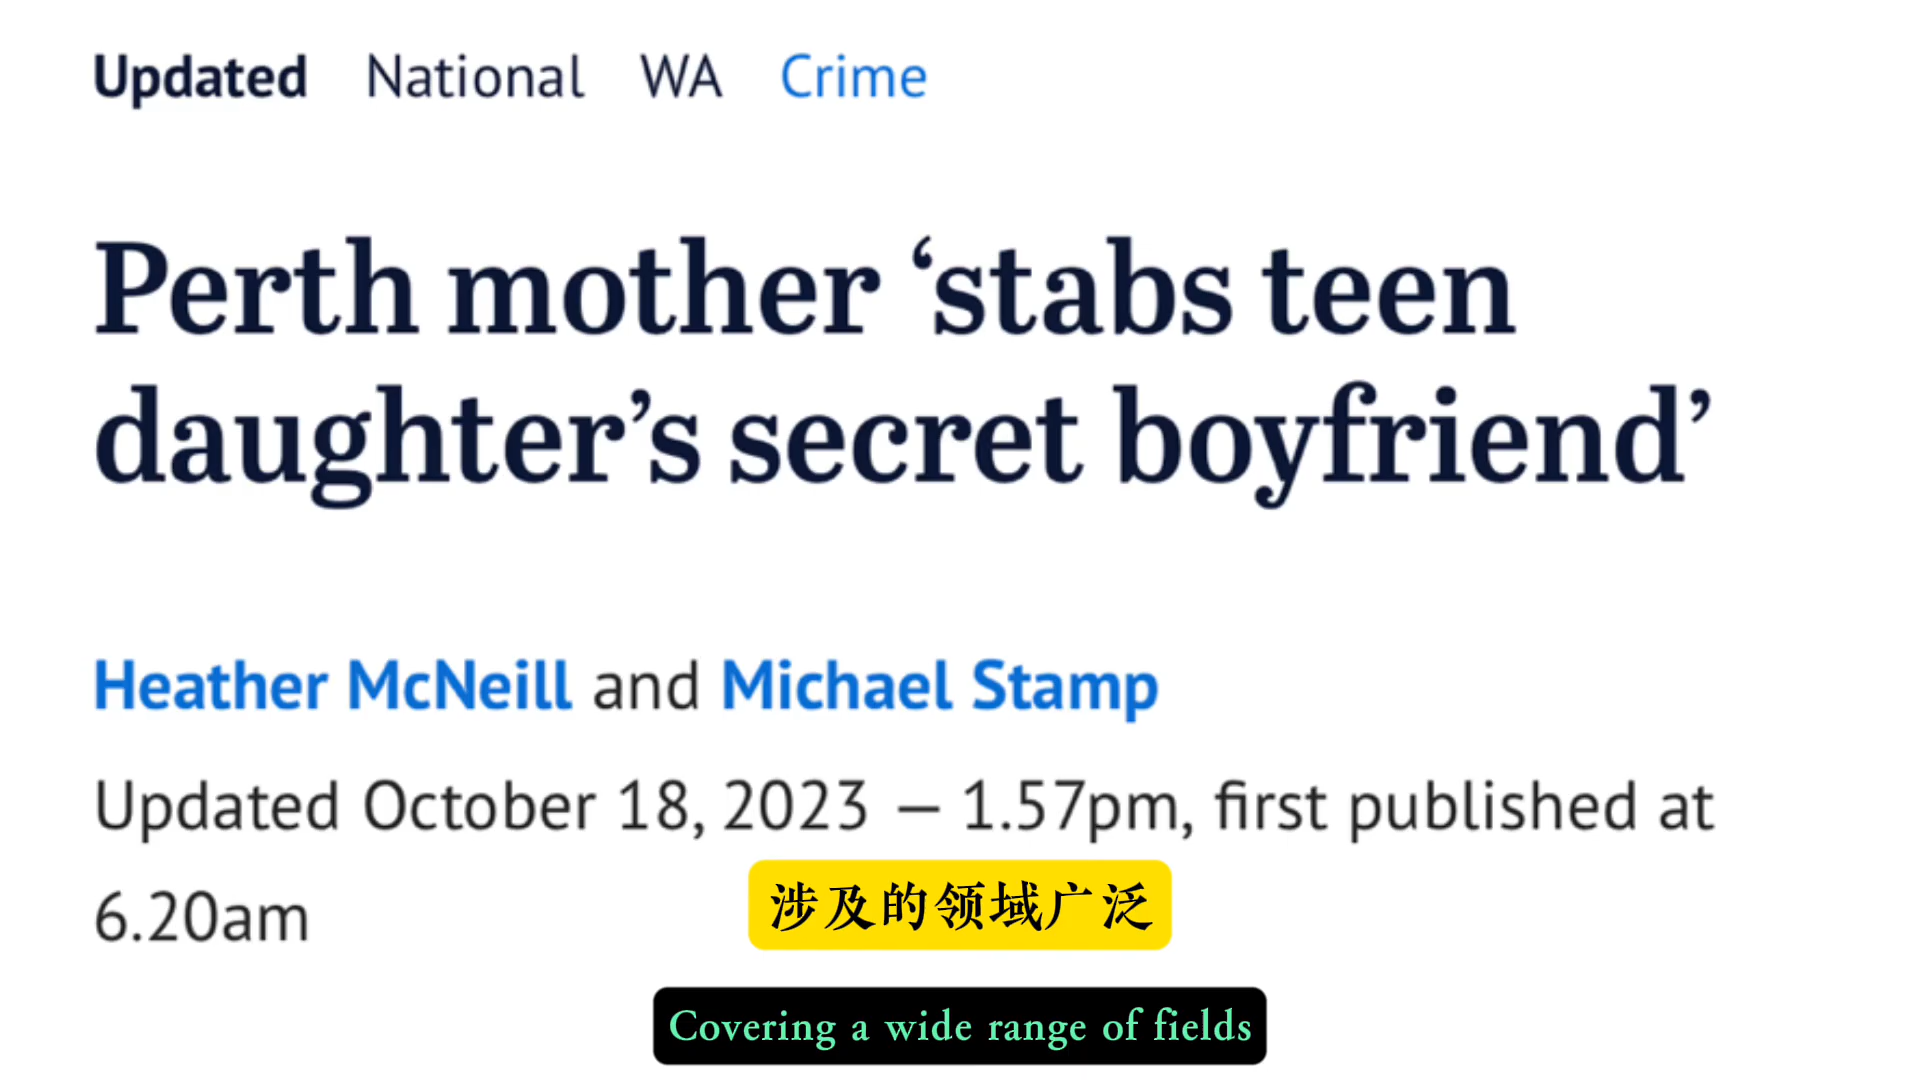 Updated National WA Crime
Perth mother ‘stabs teen
daughter’s secret boyfriend’
Heather McNeill and Michael Stamp
Updated October 18, 2023 — 1.57pm, first published at
6.20am
涉及的领域广泛
Covering a wide range of fields